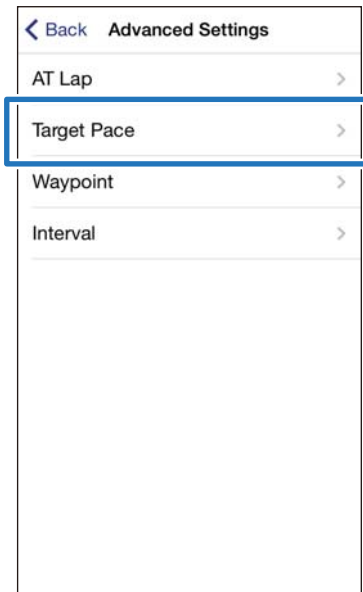 Back Advanced Settings
AT Lap
Target Pace
Waypoint
Interval